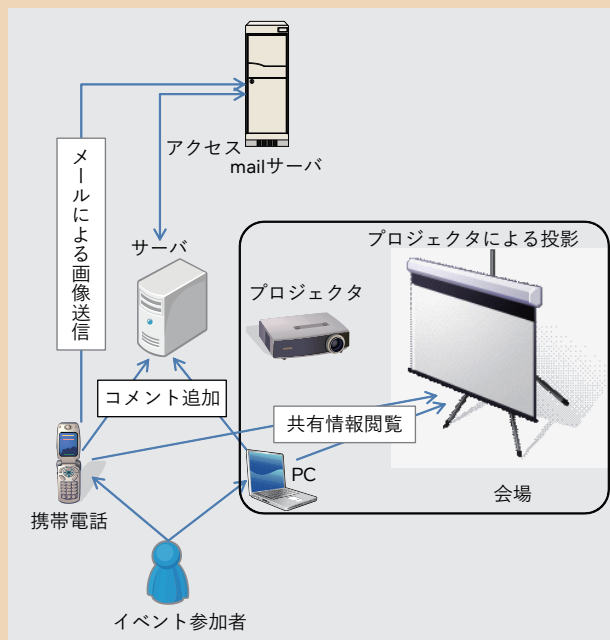 アクセス
mailサーバ
メールによる画像送信
サーバ
プロジェクタによる投影
プロジェクタ
コメント追加
共有情報閲覧
PC
会場
携帯電話
イベント参加者